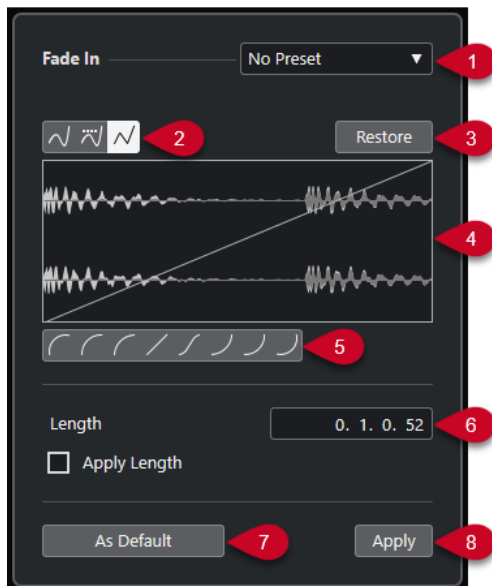 Fade In No Preset 1
2 Restore 3
4
5
Length 0. 1. 0. 52 6
Apply Length
As Default 7 Apply 8